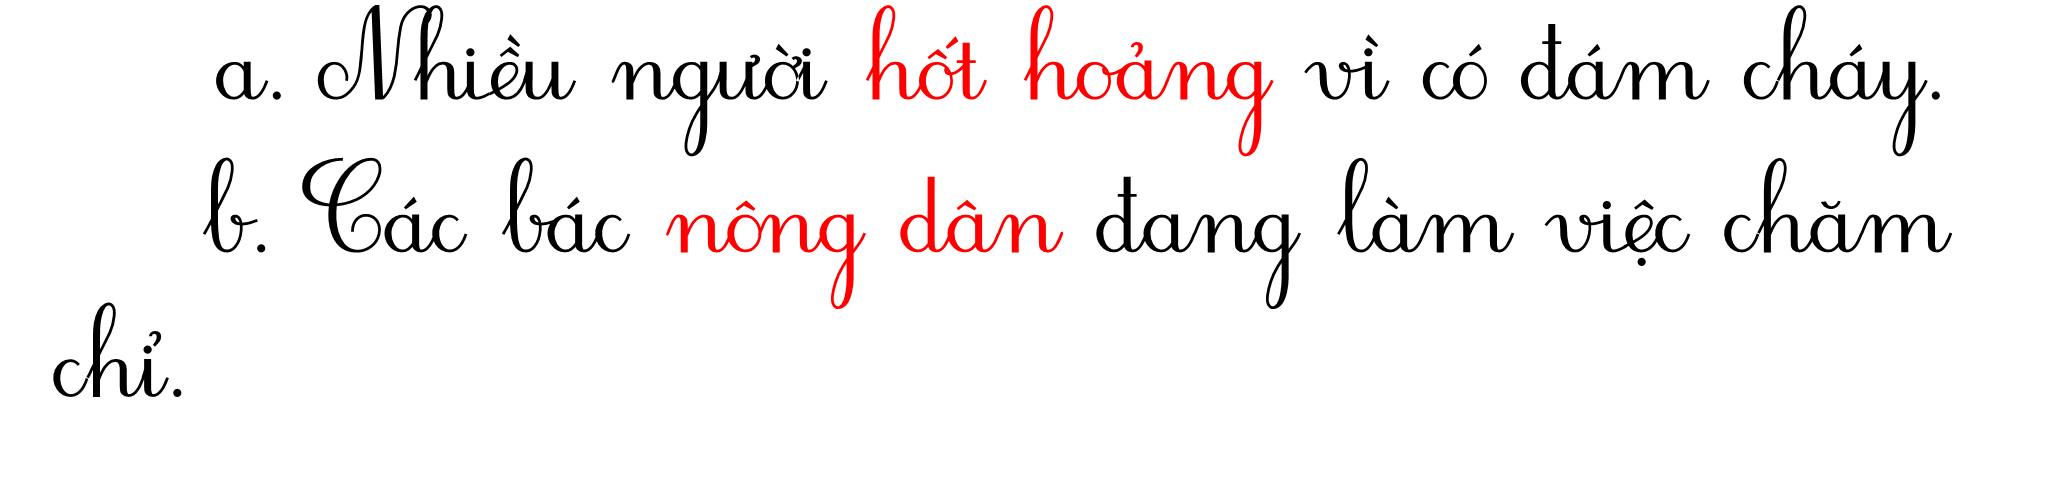 a. Nhiều người hốt hoảng vì có đám cháy.
b. Các bác nông dân đang làm việc chăm
chỉ.